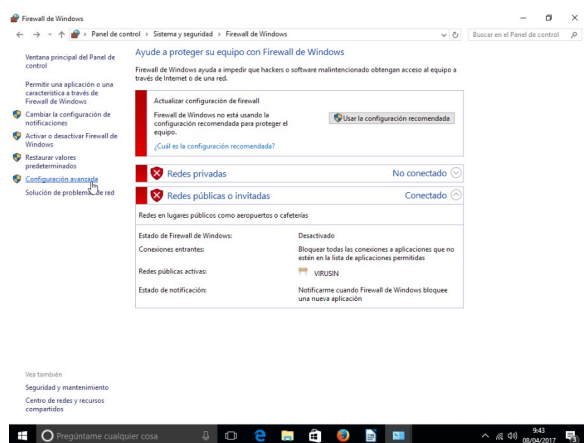 Firewall de Windows
Panel de control > Sistema y seguridad > Firewall de Windows
Buscar en el Panel de control
Ventana principal del Panel de
control
Permitir una aplicación o una
característica a través de
Firewall de Windows
Cambiar la configuración de
notificaciones
Activar o desactivar Firewall de
Windows
Restaurar valores
predeterminados
Configuración avanzada
Solución de problemas de red
Ayude a proteger su equipo con Firewall de Windows
Firewall de Windows ayuda a impedir que hackers o software malintencionado obtengan acceso al equipo a
través de Internet o de una red.
Actualizar configuración de firewall
Firewall de Windows no está usando la
configuración recomendada para proteger el
equipo.
¿Cuál es la configuración recomendada?
Usar la configuración recomendada
Redes privadas No conectado
Redes públicas o invitadas Conectado
Redes en lugares públicos como aeropuertos o cafeterías
Estado de Firewall de Windows: Desactivado
Conexiones entrantes: Bloquear todas las conexiones a aplicaciones que no
estén en la lista de aplicaciones permitidas
Redes públicas activas: VIRUSIN
Estado de notificación: Notificarme cuando Firewall de Windows bloquee
una nueva aplicación
Vea también
Seguridad y mantenimiento
Centro de redes y recursos
compartidos
Pregúntame cualquier cosa
9:43
08/04/2017